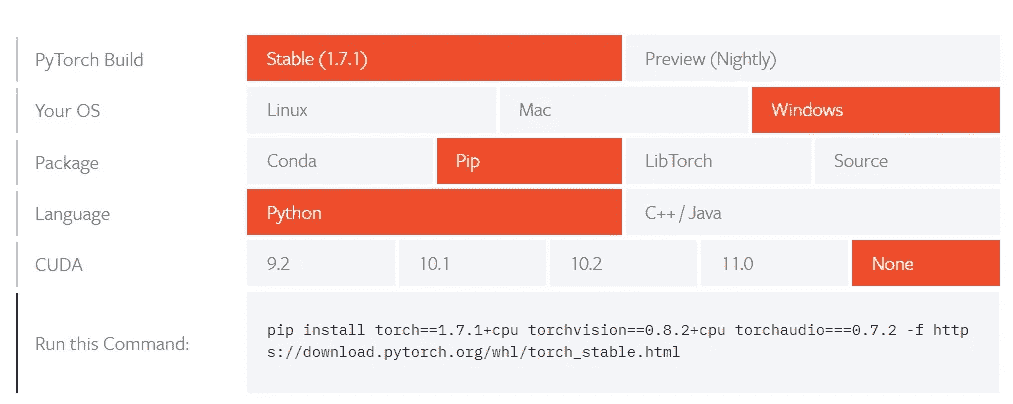 PyTorch Build Stable (1.7.1) Preview (Nightly)
Your OS Linux Mac Windows
Package Conda Pip LibTorch Source
Language Python C++ / Java
CUDA 9.2 10.1 10.2 11.0 None
Run this Command: pip install torch==1.7.1+cpu torchvision==0.8.2+cpu torchaudio===0.7.2 -f http
s://download.pytorch.org/whl/torch_stable.html